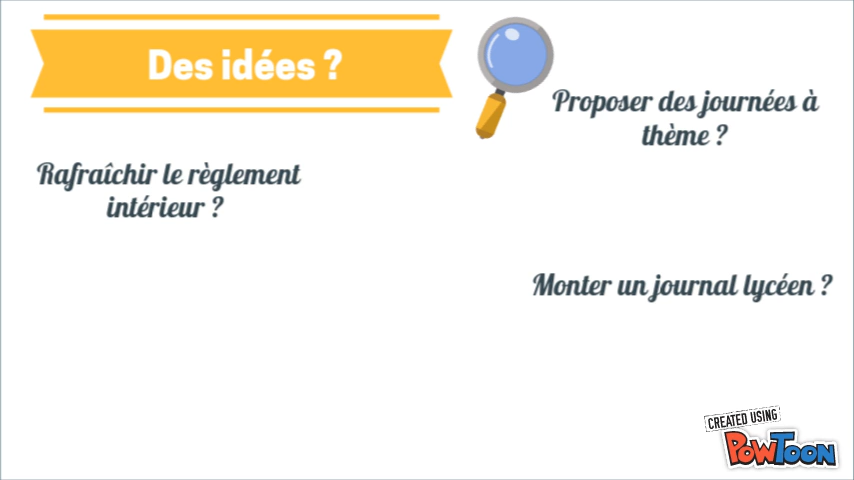 Des idées ?
Proposer des journées à
thème ?
Rafraîchir le règlement
intérieur ?
Monter un journal lycéen ?
CREATED USING
POWTOON